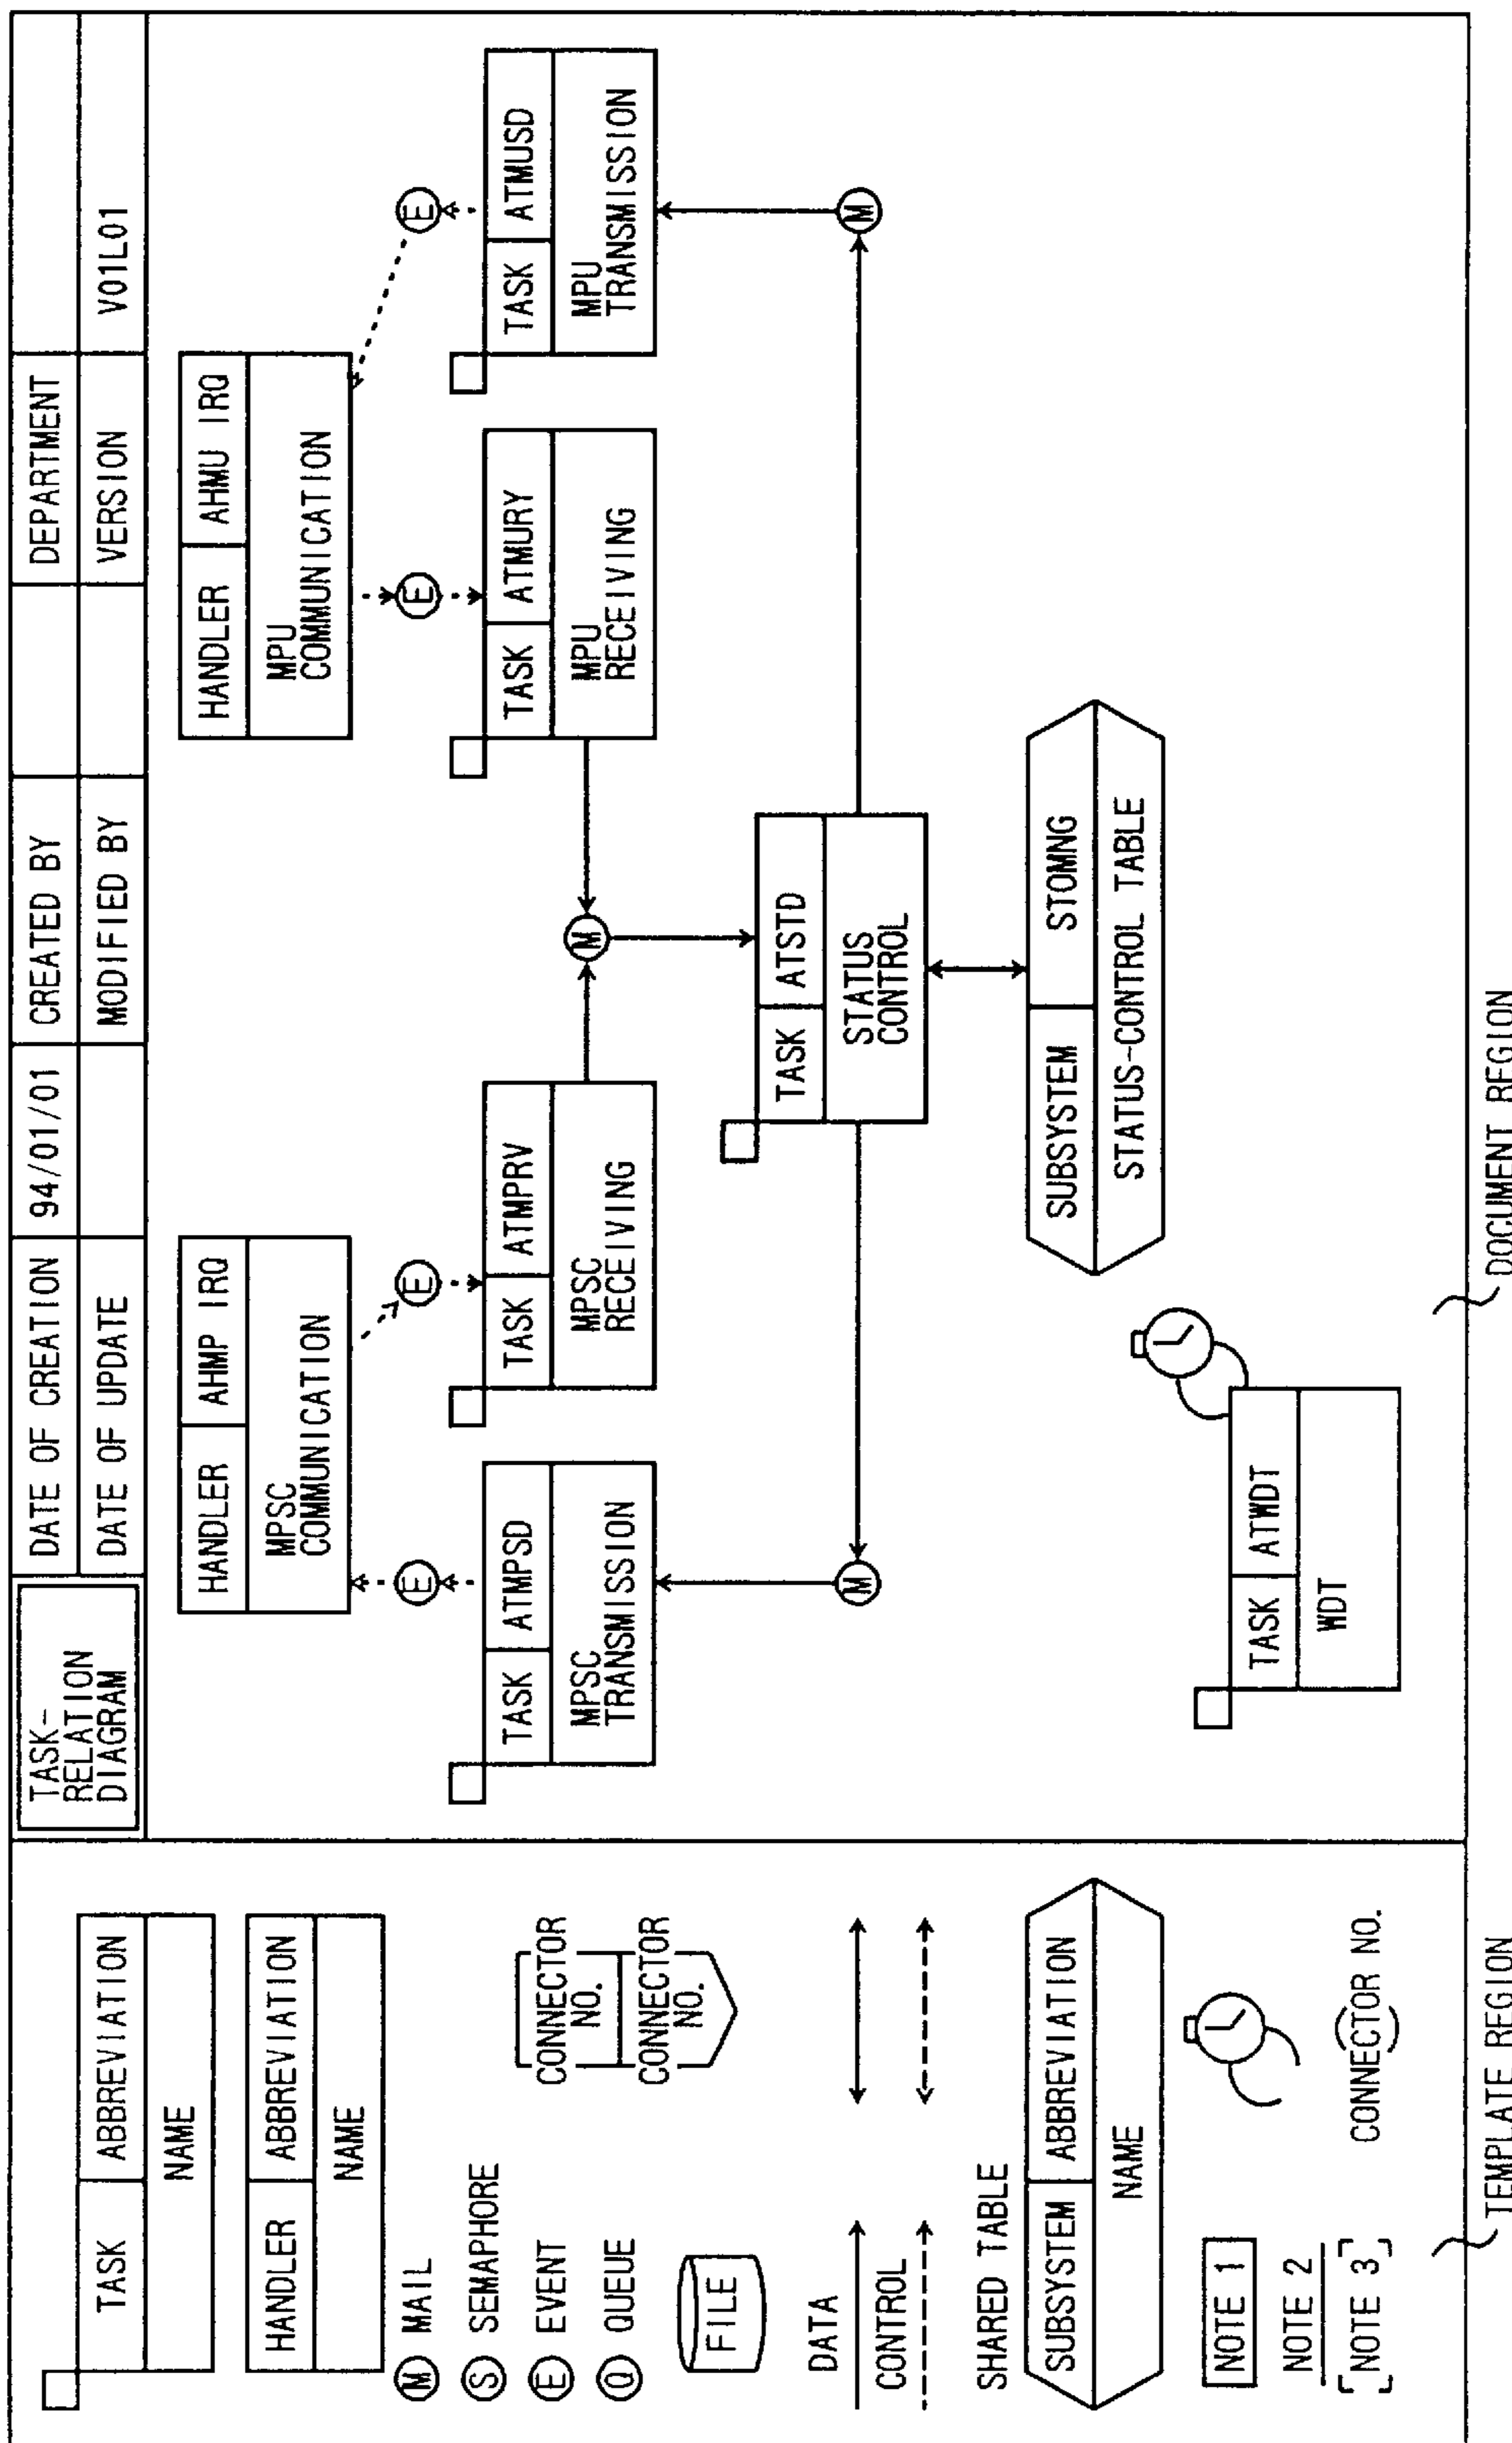 TASK-
RELATION
DIAGRAM
DATE OF CREATION 94/01/01 CREATED BY DEPARTMENT
DATE OF UPDATE MODIFIED BY VERSION V01L01
TASK ABBREVIATION
NAME
HANDLER ABBREVIATION
NAME
M MAIL
S SEMAPHORE
E EVENT
Q QUEUE
CONNECTOR
NO.
CONNECTOR
NO.
FILE
DATA
CONTROL
SHARED TABLE
SUBSYSTEM ABBREVIATION
NAME
NOTE 1
NOTE 2
NOTE 3
CONNECTOR NO.
TEMPLATE REGION
HANDLER AHMP IRQ
MPSC
COMMUNICATION
HANDLER AHMU IRQ
MPU
COMMUNICATION
E
E
E
E
TASK ATMPSD
MPSC
TRANSMISSION
TASK ATMPRV
MPSC
RECEIVING
TASK ATMURY
MPU
RECEIVING
TASK ATMUSD
MPU
TRANSMISSION
M
TASK ATSTD
STATUS
CONTROL
M
M
SUBSYSTEM STOMNG
STATUS-CONTROL TABLE
TASK ATWDT
WDT
DOCUMENT REGION